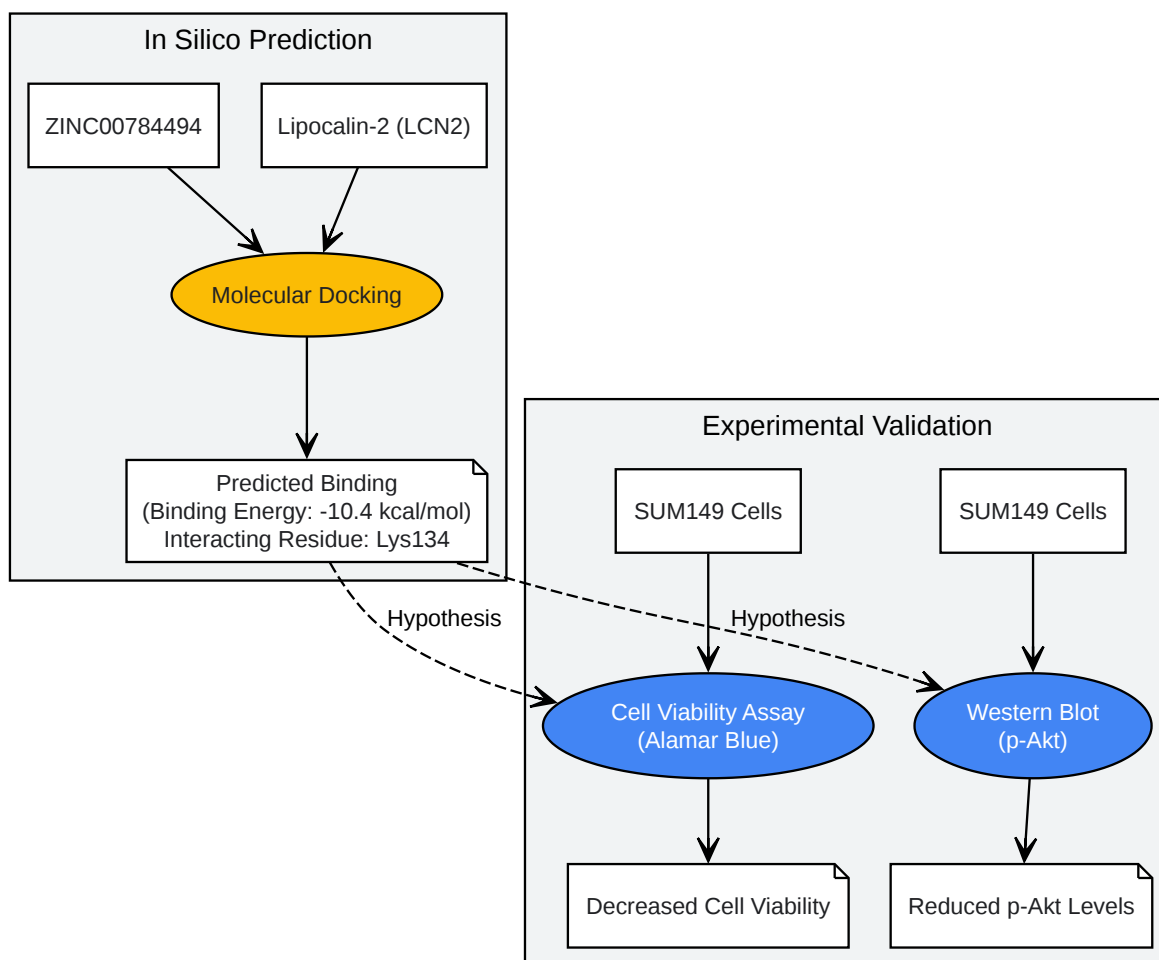 In Silico Prediction
ZINC00784494
Lipocalin-2 (LCN2)
Molecular Docking
Predicted Binding
(Binding Energy: -10.4 kcal/mol)
Interacting Residue: Lys134
Experimental Validation
SUM149 Cells
SUM149 Cells
Hypothesis
Hypothesis
Cell Viability Assay
(Alamar Blue)
Western Blot
(p-Akt)
Decreased Cell Viability
Reduced p-Akt Levels